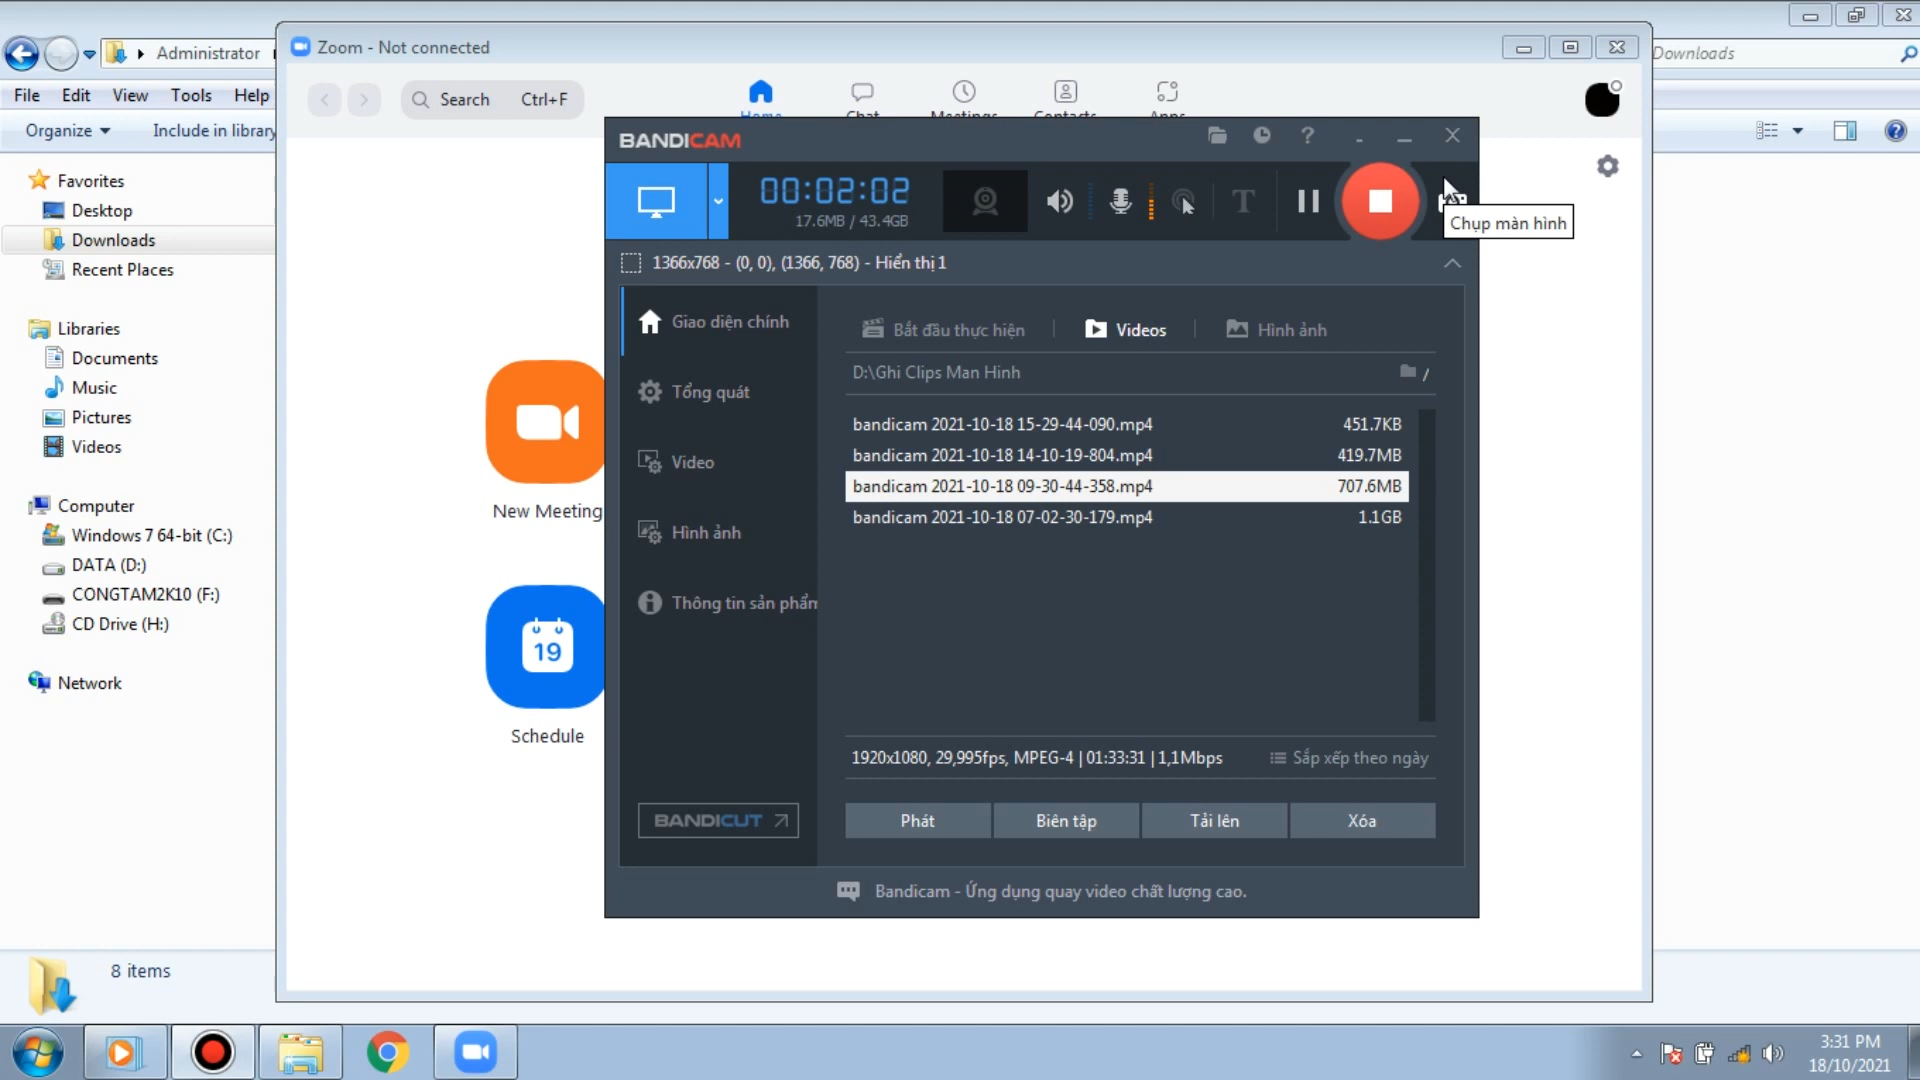 Administrator
Downloads
Zoom - Not connected
File Edit View Tools Help
Search Ctrl+F
Home Chat Meetings Contacts Apps
Organize Include in library
BANDICAM
00:02:02
17.6MB / 43.4GB
T
Chụp màn hình
1366x768 - (0, 0), (1366, 768) - Hiển thị 1
Favorites
Desktop
Downloads
Recent Places
Libraries
Documents
Music
Pictures
Videos
Computer
Windows 7 64-bit (C:)
DATA (D:)
CONGTAM2K10 (F:)
CD Drive (H:)
Network
New Meeting
19
Schedule
Giao diện chính
Tổng quát
Video
Hình ảnh
Thông tin sản phẩm
BANDICUT
Bắt đầu thực hiện Videos Hình ảnh
D:\Ghi Clips Man Hinh
bandicam 2021-10-18 15-29-44-090.mp4 451.7KB
bandicam 2021-10-18 14-10-19-804.mp4 419.7MB
bandicam 2021-10-18 09-30-44-358.mp4 707.6MB
bandicam 2021-10-18 07-02-30-179.mp4 1.1GB
1920x1080, 29,995fps, MPEG-4 | 01:33:31 | 1,1Mbps Sắp xếp theo ngày
Phát Biên tập Tải lên Xóa
Bandicam - Ứng dụng quay video chất lượng cao.
8 items
3:31 PM
18/10/2021